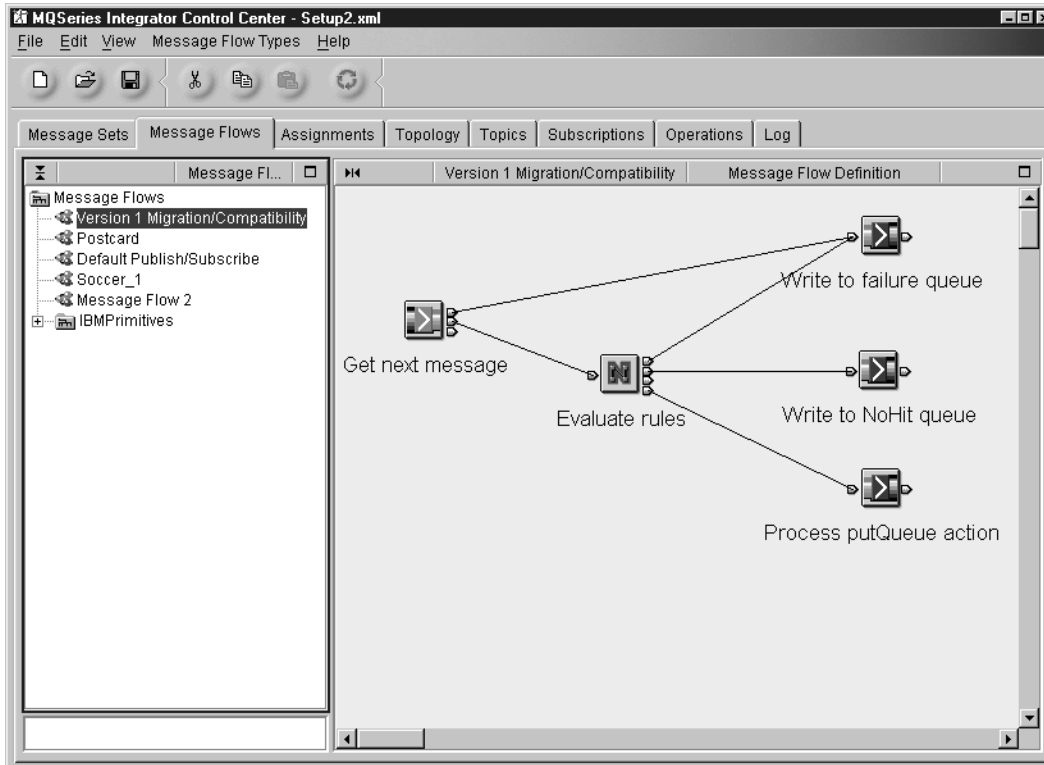 MQSeries Integrator Control Center - Setup2.xml
File Edit View Message Flow Types Help
Message Sets Message Flows Assignments Topology Topics Subscriptions Operations Log
Message Fl... Version 1 Migration/Compatibility Message Flow Definition
Message Flows
Version 1 Migration/Compatibility
Postcard
Default Publish/Subscribe
Soccer_1
Message Flow 2
IBMPrimitives
Write to failure queue
Get next message
Evaluate rules
Write to NoHit queue
Process putQueue action